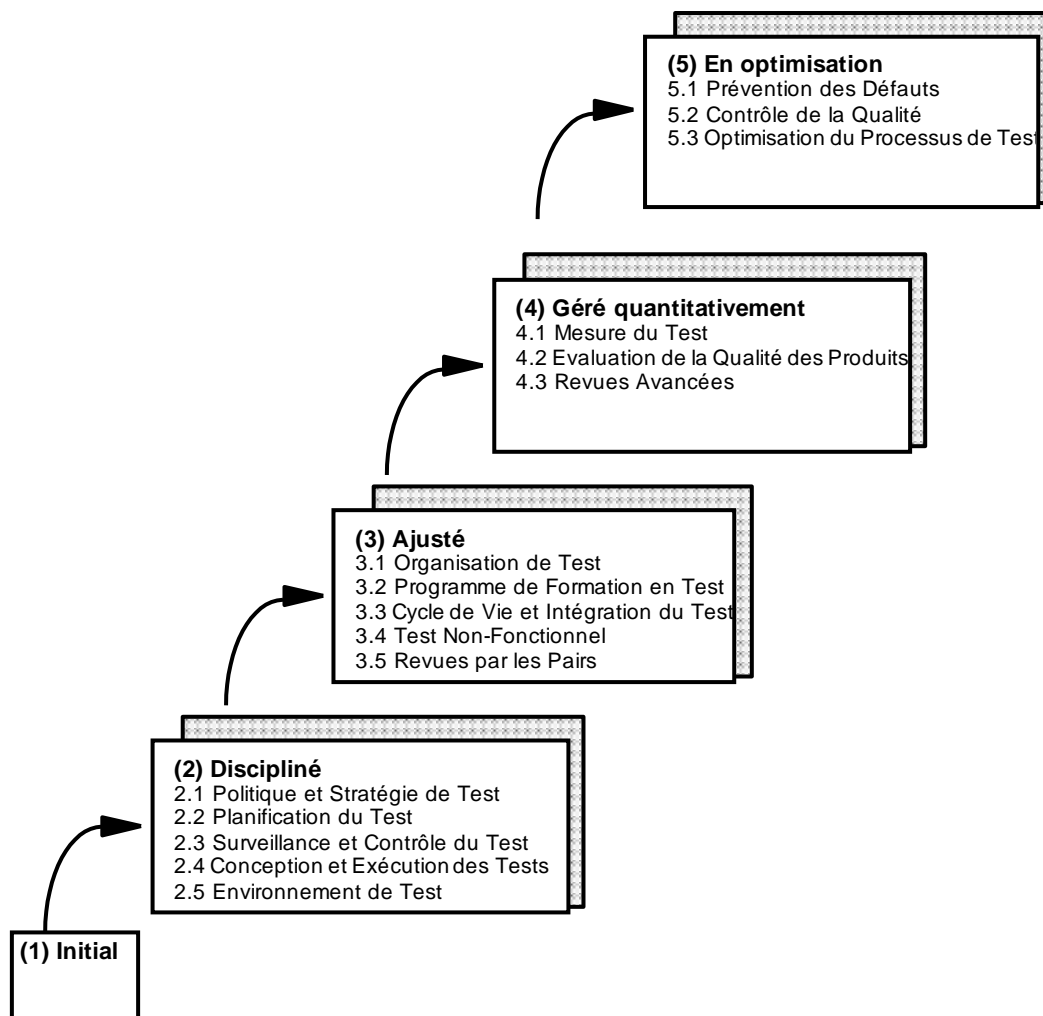 (5) En optimisation
5.1 Prévention des Défauts
5.2 Contrôle de la Qualité
5.3 Optimisation du Processus de Test
(4) Géré quantitativement
4.1 Mesure du Test
4.2 Evaluation de la Qualité des Produits
4.3 Revues Avancées
(3) Ajusté
3.1 Organisation de Test
3.2 Programme de Formation en Test
3.3 Cycle de Vie et Intégration du Test
3.4 Test Non-Fonctionnel
3.5 Revues par les Pairs
(2) Discipliné
2.1 Politique et Stratégie de Test
2.2 Planification du Test
2.3 Surveillance et Contrôle du Test
2.4 Conception et Exécution des Tests
2.5 Environnement de Test
(1) Initial